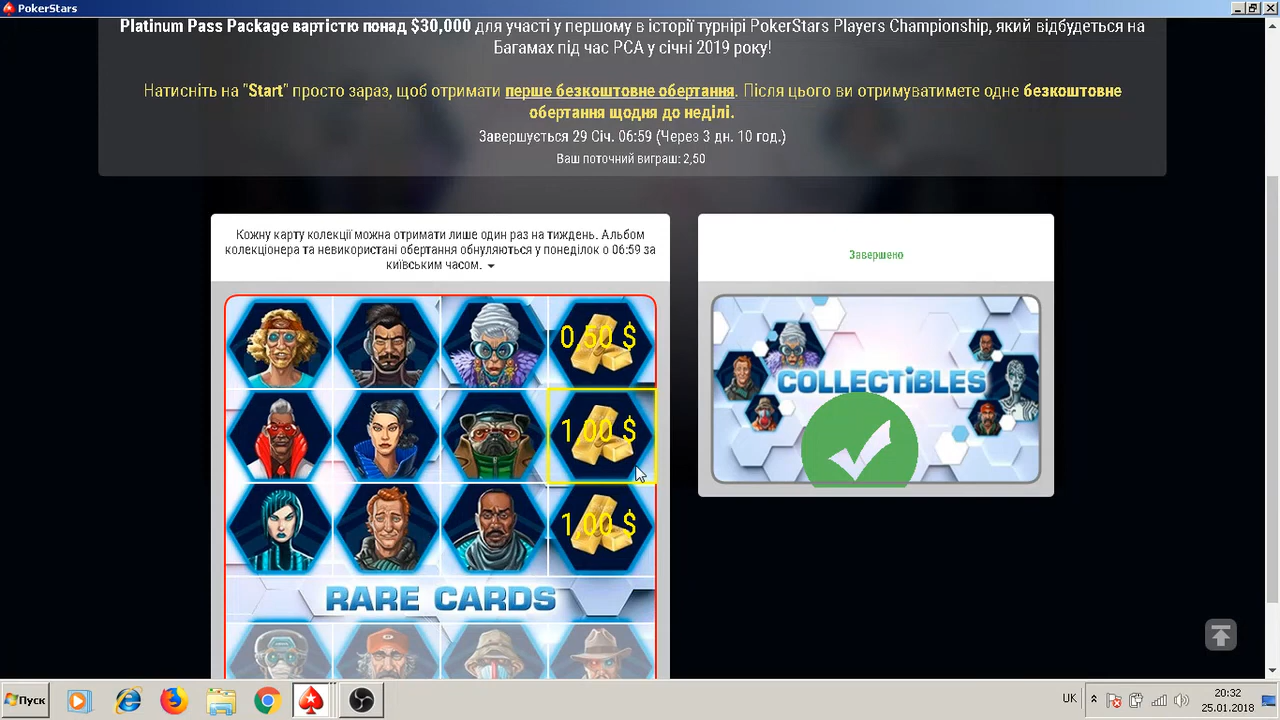 PokerStars
Platinum Pass Package вартістю понад $30,000 для участі у першому в історії турнірі PokerStars Players Championship, який відбудеться на
Багамах під час PCA у січні 2019 року!
Натисніть на "Start" просто зараз, щоб отримати перше безкоштовне обертання. Після цього ви отримуватимете одне безкоштовне
обертання щодня до неділі.
Завершується 29 Січ. 06:59 (Через 3 дн. 10 год.)
Ваш поточний виграш: 2,50
Кожну карту колекції можна отримати лише один раз на тиждень. Альбом
колекціонера та невикористані обертання обнуляються у понеділок о 06:59 за
київським часом.
Завершено
0,50 $
1,00 $
1,00 $
COLLECTiBLES
RARE CARDS
Пуск
UK
20:32
25.01.2018